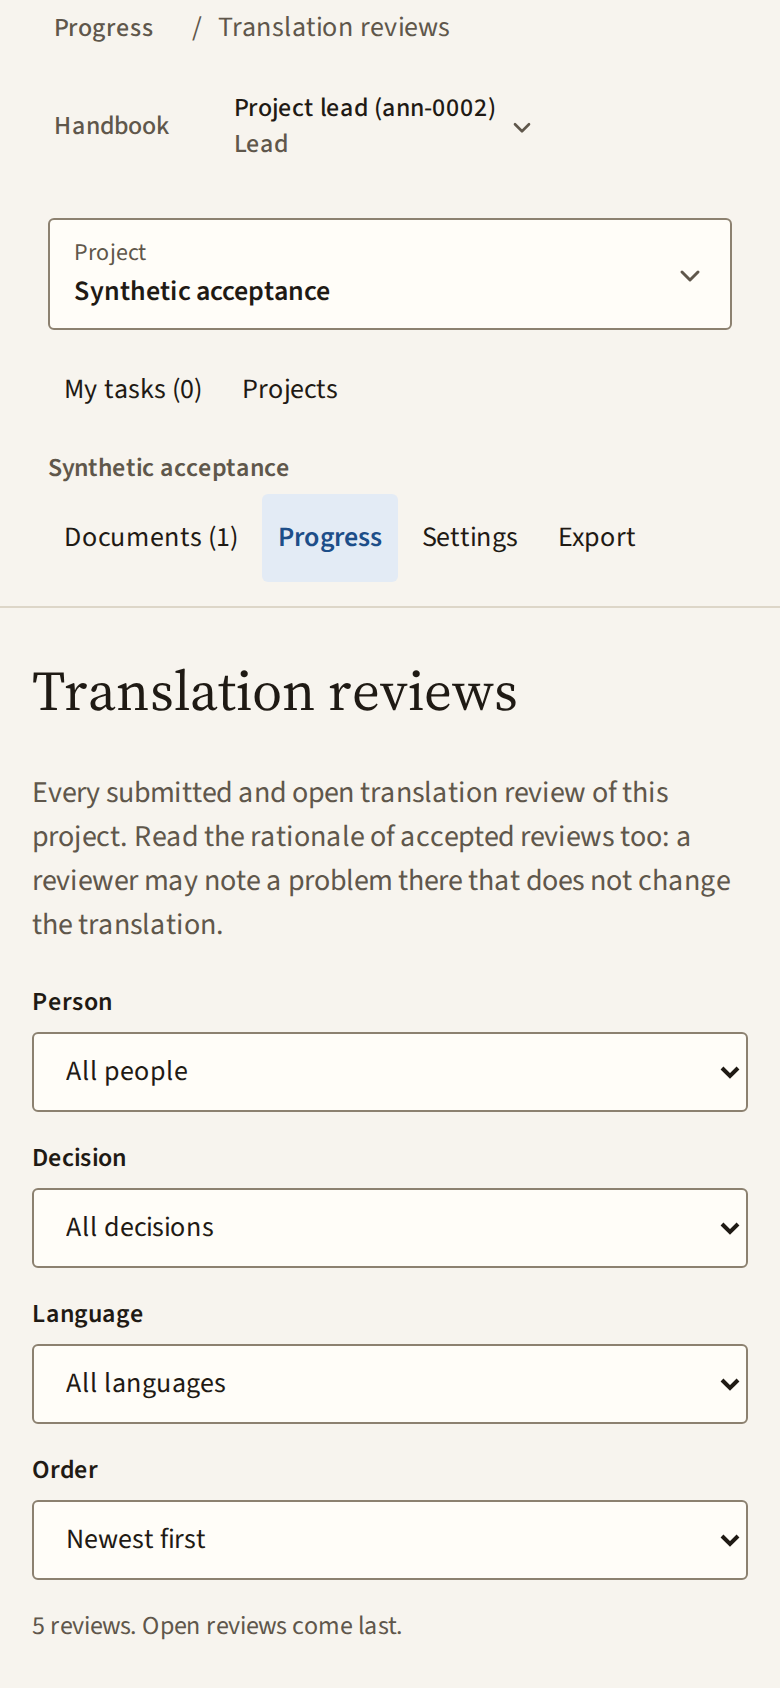 Progress / Translation reviews
Handbook
Project lead (ann-0002)
Lead
Project
Synthetic acceptance
My tasks (0) Projects
Synthetic acceptance
Documents (1) Progress Settings Export
Translation reviews
Every submitted and open translation review of this
project. Read the rationale of accepted reviews too: a
reviewer may note a problem there that does not change
the translation.
Person
All people
Decision
All decisions
Language
All languages
Order
Newest first
5 reviews. Open reviews come last.